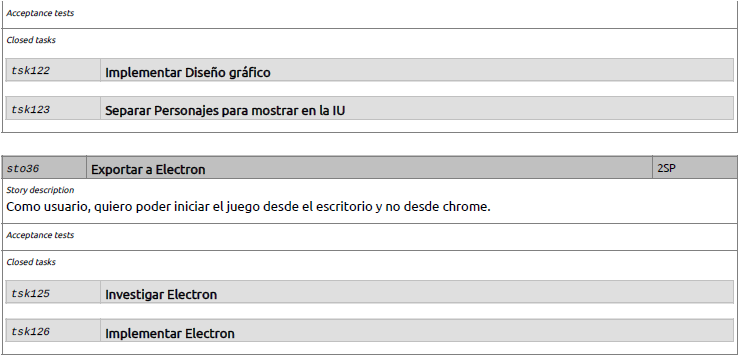 Acceptance tests
Closed tasks
tsk122 Implementar Diseño gráfico
tsk123 Separar Personajes para mostrar en la IU
sto36 Exportar a Electron 2SP
Story description
Como usuario, quiero poder iniciar el juego desde el escritorio y no desde chrome.
Acceptance tests
Closed tasks
tsk125 Investigar Electron
tsk126 Implementar Electron